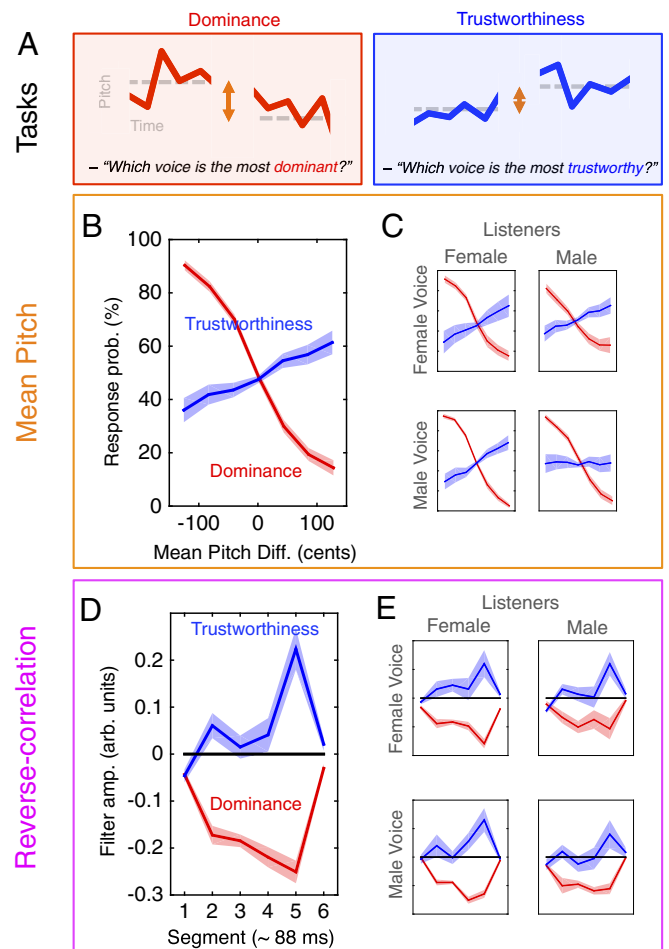 Dominance
Trustworthiness
A
Tasks
Pitch
Time
– “Which voice is the most dominant?”
– “Which voice is the most trustworthy?”
Mean Pitch
B
Response prob. (%)
100
80
60
40
20
0
Trustworthiness
Dominance
-100 0 100
Mean Pitch Diff. (cents)
C
Listeners
Female Male
Female Voice
Male Voice
Reverse-correlation
D
Filter amp. (arb. units)
0.2
0.1
0
-0.1
-0.2
-0.3
Trustworthiness
Dominance
1 2 3 4 5 6
Segment (~ 88 ms)
E
Listeners
Female Male
Female Voice
Male Voice